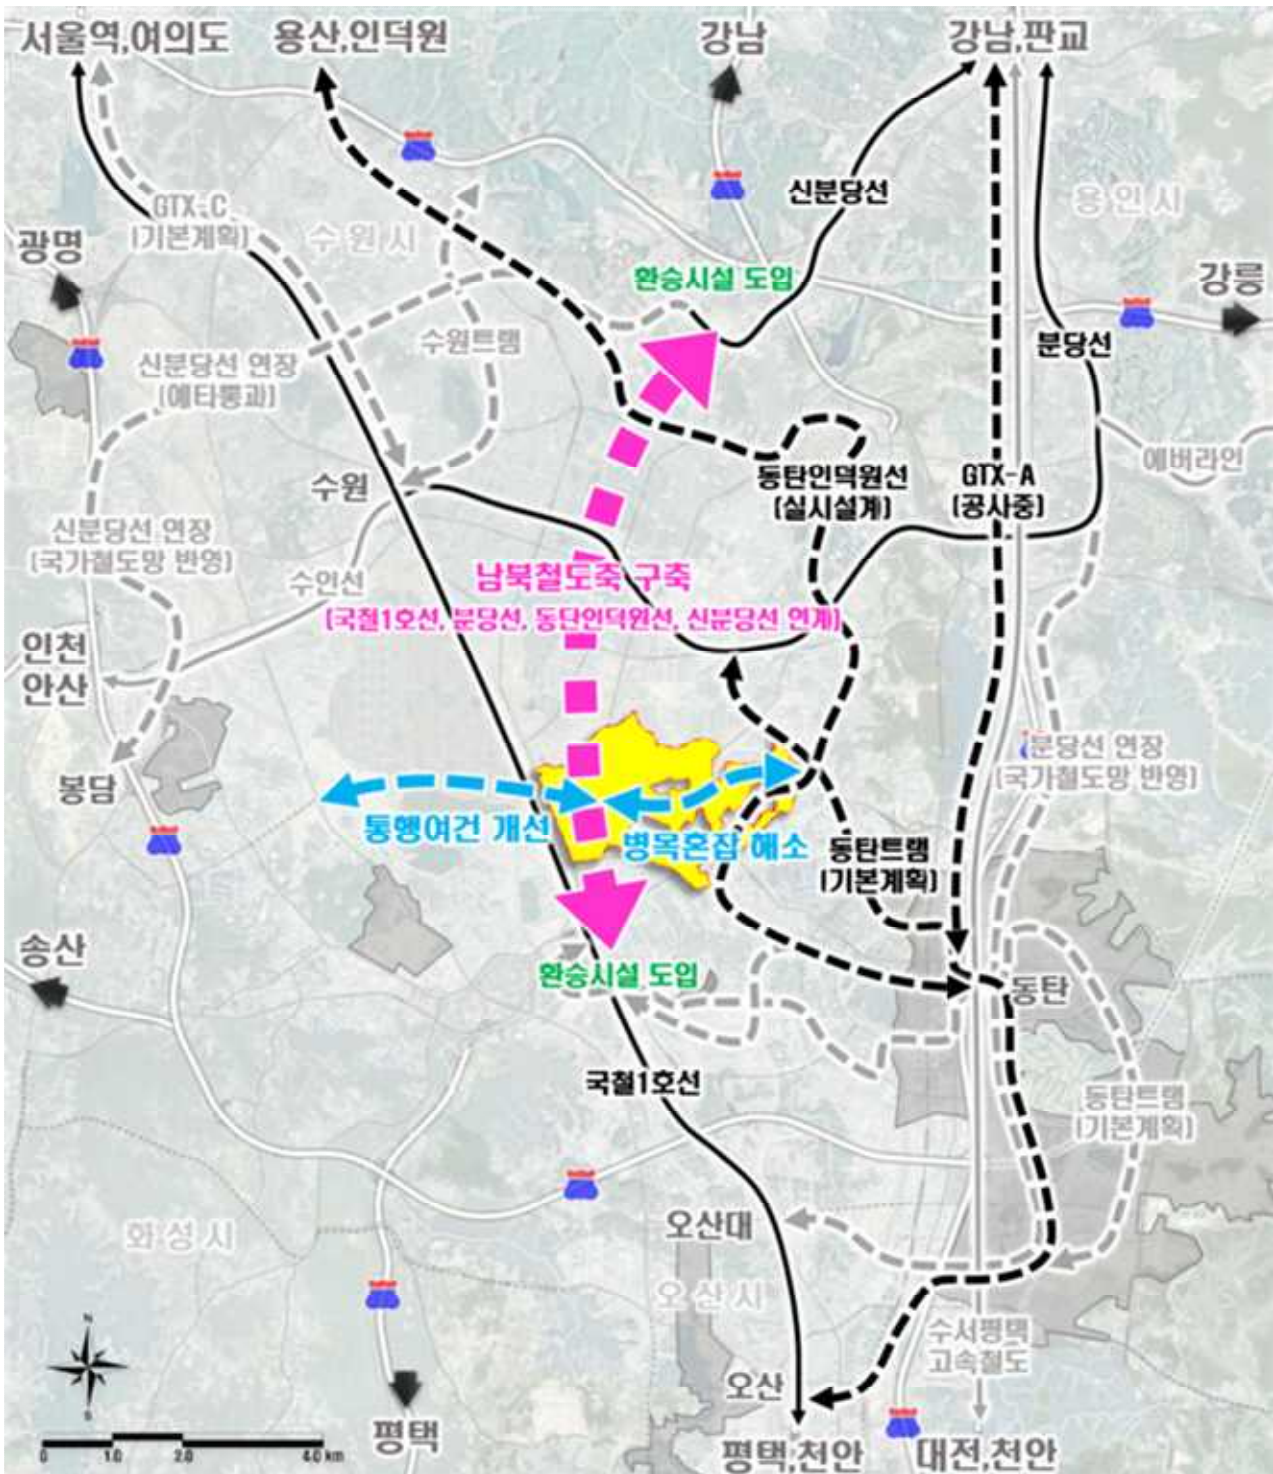 서울역,여의도
용산,인덕원
강남
강남,판교
신분당선
용인시
GTX-C
(기본계획)
수원시
광명
환승시설 도입
강릉
수원트램
분당선
신분당선 연장
(예타통과)
에버라인
동탄인덕원선
(실시설계)
GTX-A
(공사중)
수원
신분당선 연장
(국가철도망 반영)
수인선
남북철도축 구축
(국철1호선, 분당선, 동탄인덕원선, 신분당선 연계)
인천
안산
분당선 연장
(국가철도망 반영)
봉담
통행여건 개선
병목혼잡 해소
동탄트램
(기본계획)
송산
환승시설 도입
동탄
국철1호선
동탄트램
(기본계획)
오산대
화성시
오산시
수서평택
고속철도
N
S
오산
평택
평택,천안
대전,천안
0 1.0 2.0 4.0 km